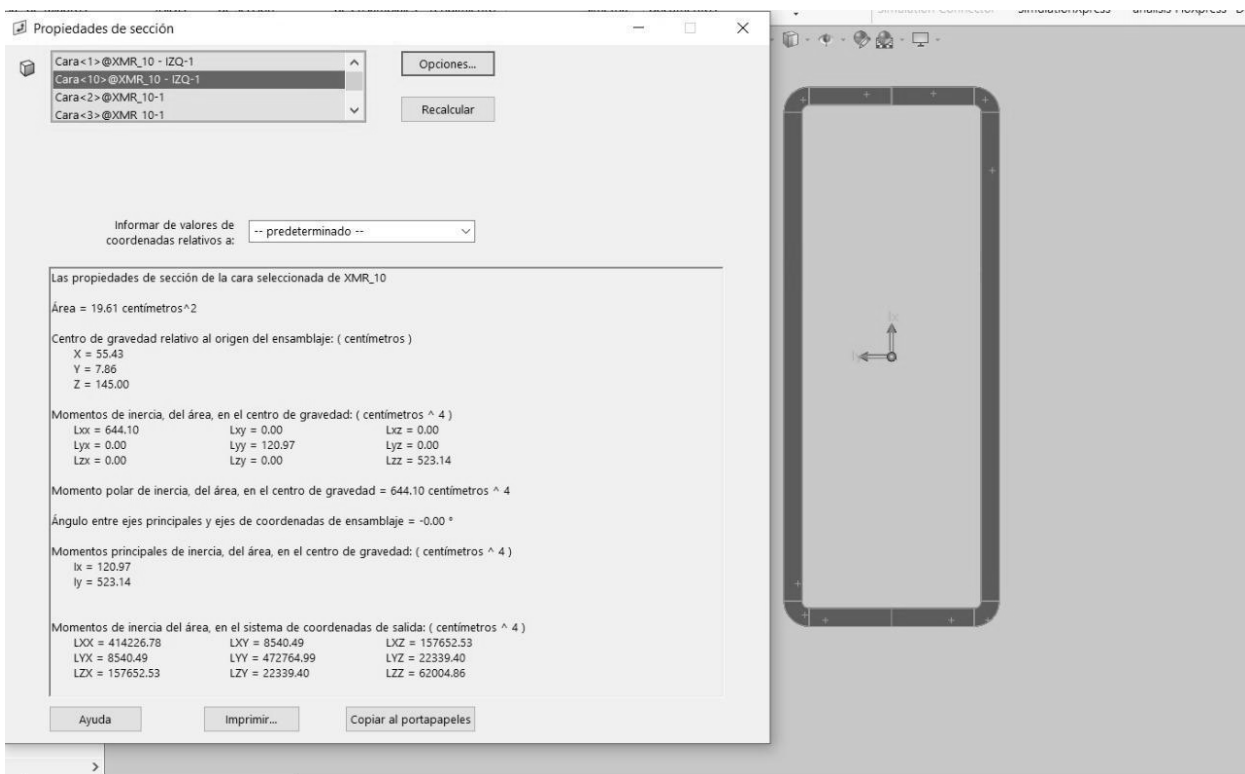 Propiedades de sección
Cara<1>@XMR_10 - IZQ-1
Cara<10>@XMR_10 - IZQ-1
Cara<2>@XMR_10-1
Cara<3>@XMR 10-1
Opciones...
Recalcular
Informar de valores de
coordenadas relativos a:
-- predeterminado --
Las propiedades de sección de la cara seleccionada de XMR_10
Área = 19.61 centímetros^2
Centro de gravedad relativo al origen del ensamblaje: ( centímetros )
X = 55.43
Y = 7.86
Z = 145.00
Momentos de inercia, del área, en el centro de gravedad: ( centímetros ^ 4 )
Lxx = 644.10 Lxy = 0.00 Lxz = 0.00
Lyx = 0.00 Lyy = 120.97 Lyz = 0.00
Lzx = 0.00 Lzy = 0.00 Lzz = 523.14
Momento polar de inercia, del área, en el centro de gravedad = 644.10 centímetros ^ 4
Ángulo entre ejes principales y ejes de coordenadas de ensamblaje = -0.00 °
Momentos principales de inercia, del área, en el centro de gravedad: ( centímetros ^ 4 )
Ix = 120.97
Iy = 523.14
Momentos de inercia del área, en el sistema de coordenadas de salida: ( centímetros ^ 4 )
LXX = 414226.78 LXY = 8540.49 LXZ = 157652.53
LYX = 8540.49 LYY = 472764.99 LYZ = 22339.40
LZX = 157652.53 LZY = 22339.40 LZZ = 62004.86
Ayuda
Imprimir...
Copiar al portapapeles
Ix